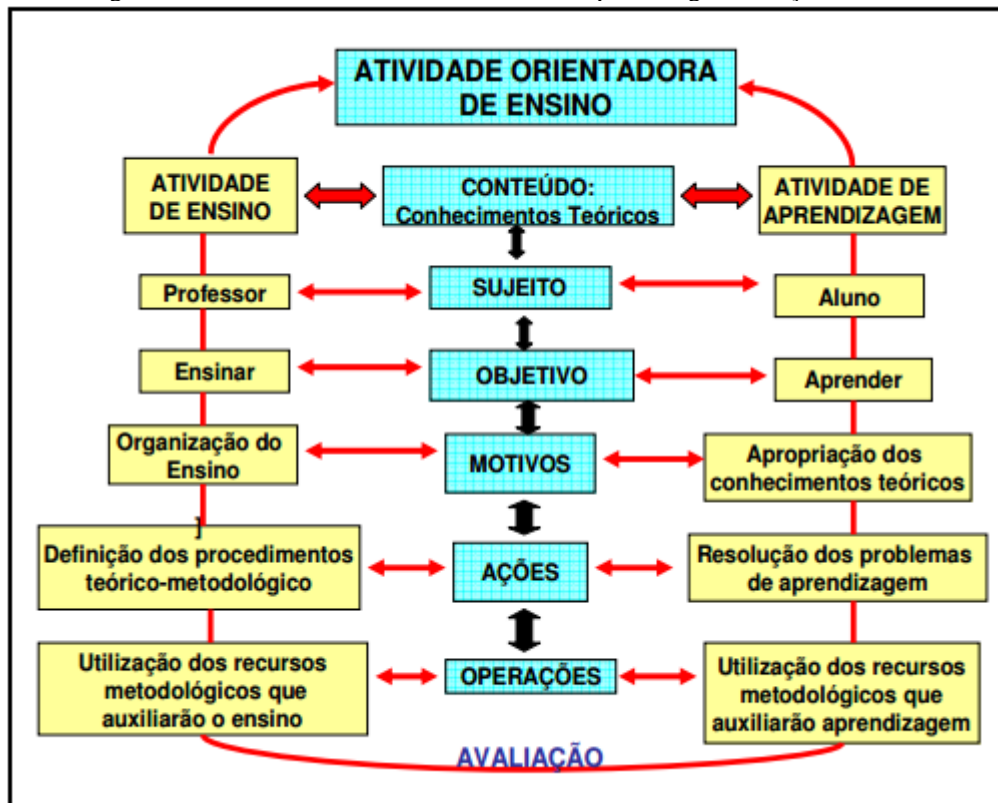 ATIVIDADE ORIENTADORA
DE ENSINO
ATIVIDADE
DE ENSINO
CONTEÚDO:
Conhecimentos Teóricos
ATIVIDADE DE
APRENDIZAGEM
Professor
SUJEITO
Aluno
Ensinar
OBJETIVO
Aprender
Organização do
Ensino
MOTIVOS
Apropriação dos
conhecimentos teóricos
]
Definição dos procedimentos
teórico-metodológico
AÇÕES
Resolução dos problemas
de aprendizagem
Utilização dos recursos
metodológicos que
auxiliarão o ensino
OPERAÇÕES
Utilização dos recursos
metodológicos que
auxiliarão aprendizagem
AVALIAÇÃO